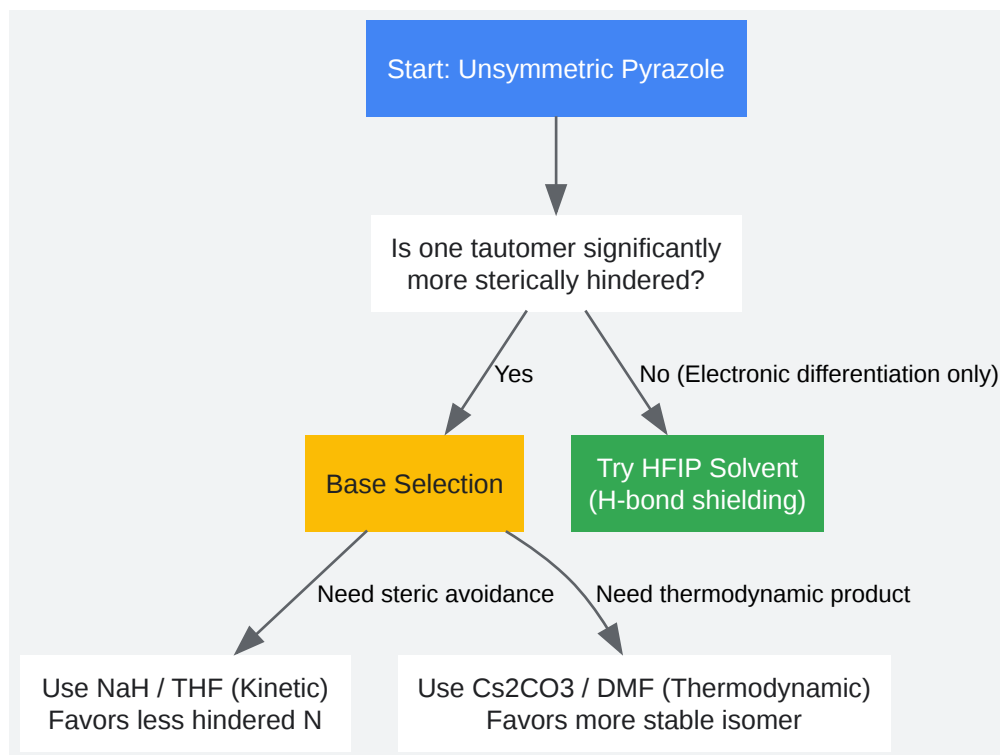 Start: Unsymmetric Pyrazole
Is one tautomer significantly
more sterically hindered?
Yes
No (Electronic differentiation only)
Base Selection
Try HFIP Solvent
(H-bond shielding)
Need steric avoidance
Need thermodynamic product
Use NaH / THF (Kinetic)
Favors less hindered N
Use Cs2CO3 / DMF (Thermodynamic)
Favors more stable isomer